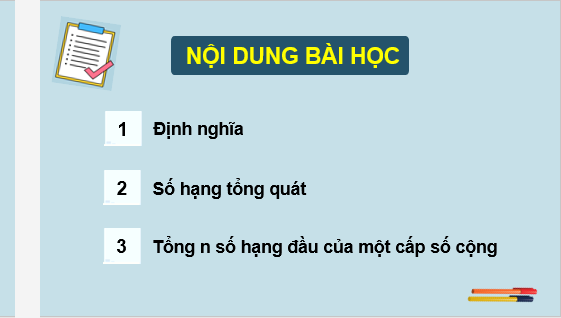 NỘI DUNG BÀI HỌC
1 Định nghĩa
2 Số hạng tổng quát
3 Tổng n số hạng đầu của một cấp số cộng